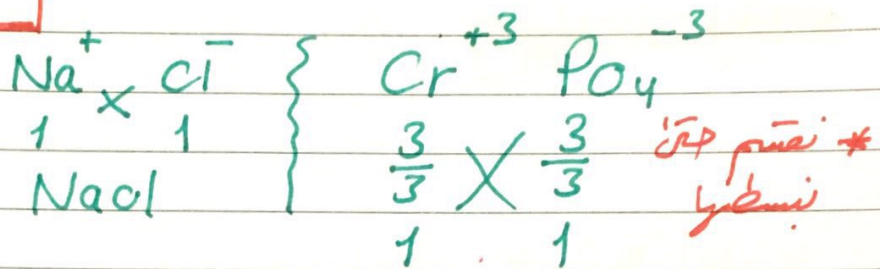 Na⁺ Cl⁻
×
1 1
Nacl
Cr⁺³ PO₄⁻³
3/3 × 3/3
1 1
* نقسم حتى
نبسطها